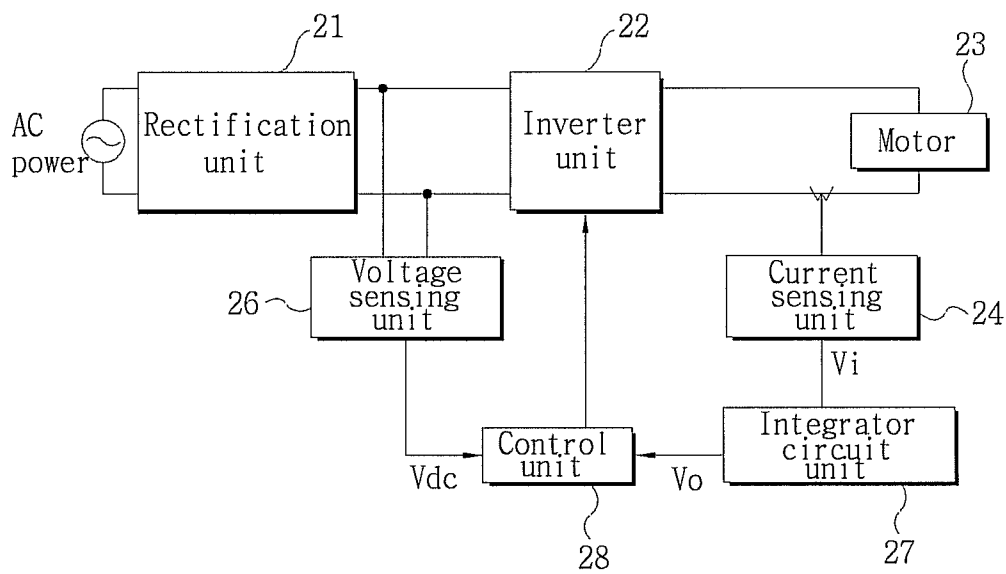 21
22
23
AC
power
Rectification
unit
Inverter
unit
Motor
26
Voltage
sensing
unit
Current
sensing
unit
24
Vi
Vdc
Control
unit
Vo
Integrator
circuit
unit
28
27